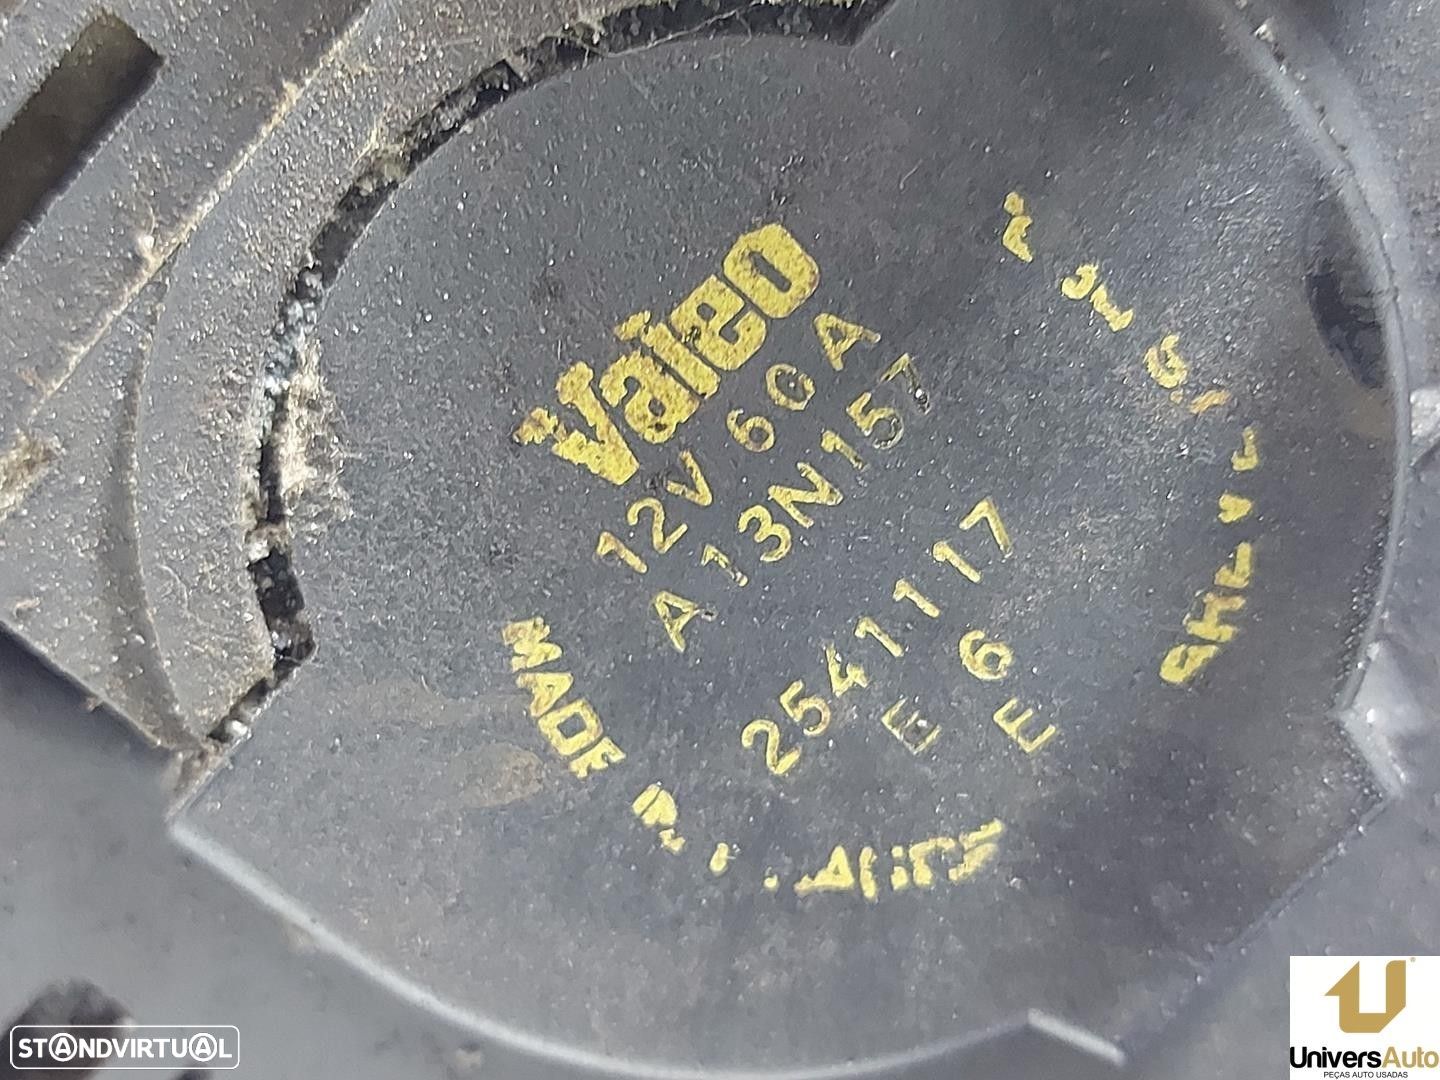 Valeo
12V 60A
A13N157
2541117
E 6
E
MADE
STANDVIRTUAL
UniversAuto
PEÇAS AUTO USADAS